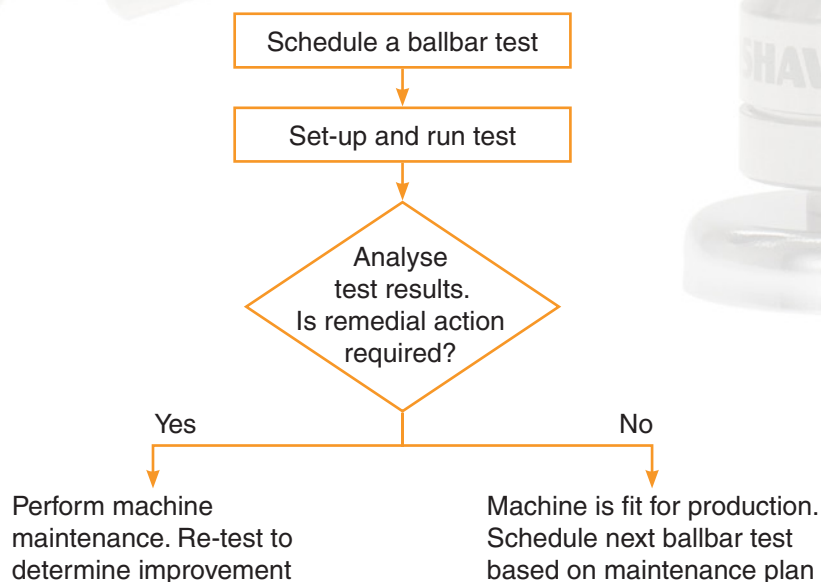 Schedule a ballbar test
Set-up and run test
Analyse
test results.
Is remedial action
required?
Yes
No
Perform machine
maintenance. Re-test to
determine improvement
Machine is fit for production.
Schedule next ballbar test
based on maintenance plan